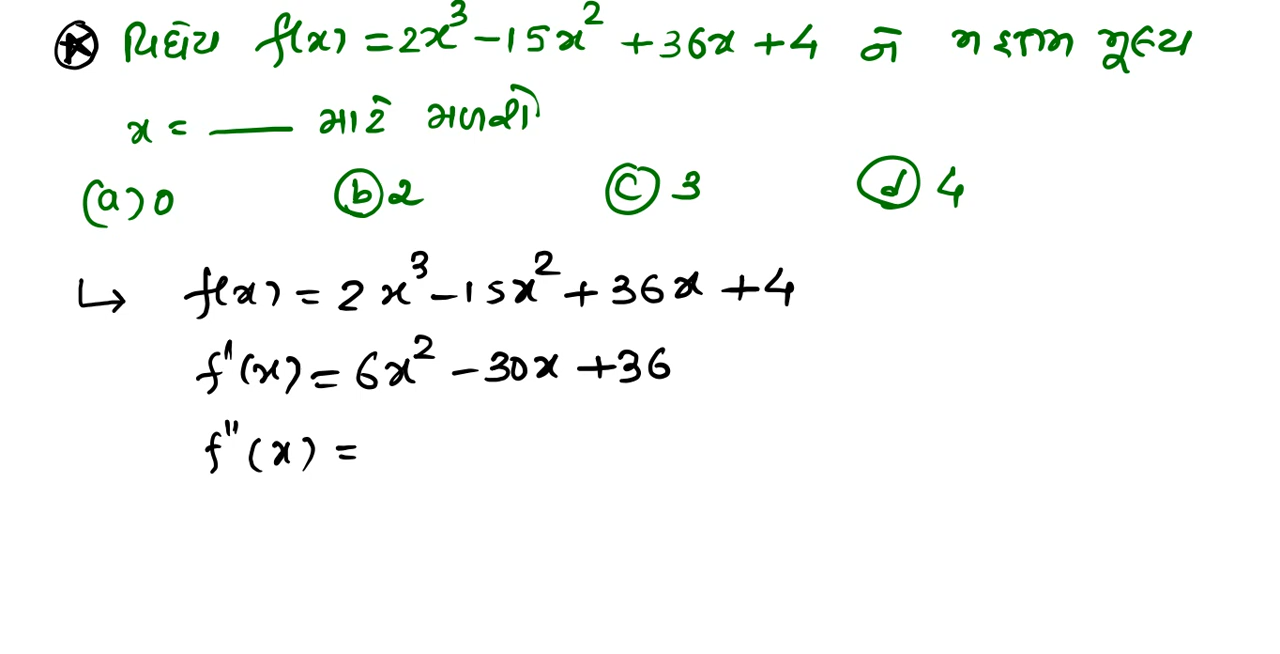 વિધેય f(x) = 2x³ – 15x² + 36x + 4 ને મહત્તમ મૂલ્ય
x = ___ માટે મળશે
(a) 0 (b) 2 (c) 3 (d) 4
↳ f(x) = 2x³ – 15x² + 36x + 4
f'(x) = 6x² – 30x + 36
f''(x) =